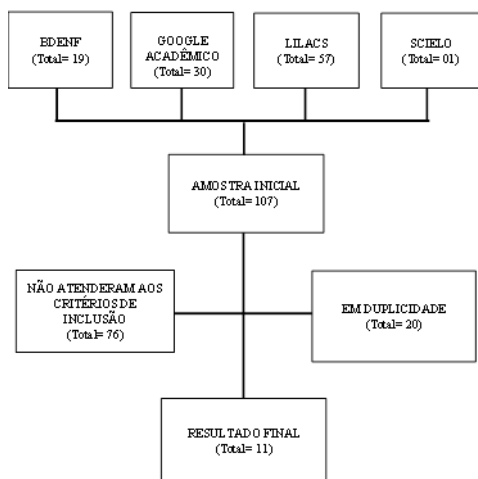 BDENF
(Total= 19)
GOOGLE
ACADÊMICO
(Total= 30)
LILACS
(Total= 57)
SCIELO
(Total= 01)
AMOSTRA INICIAL
(Total= 107)
NÃO ATENDERAM AOS
CRITÉRIOS DE
INCLUSÃO
(Total= 76)
EM DUPLICIDADE
(Total= 20)
RESULTADO FINAL
(Total= 11)